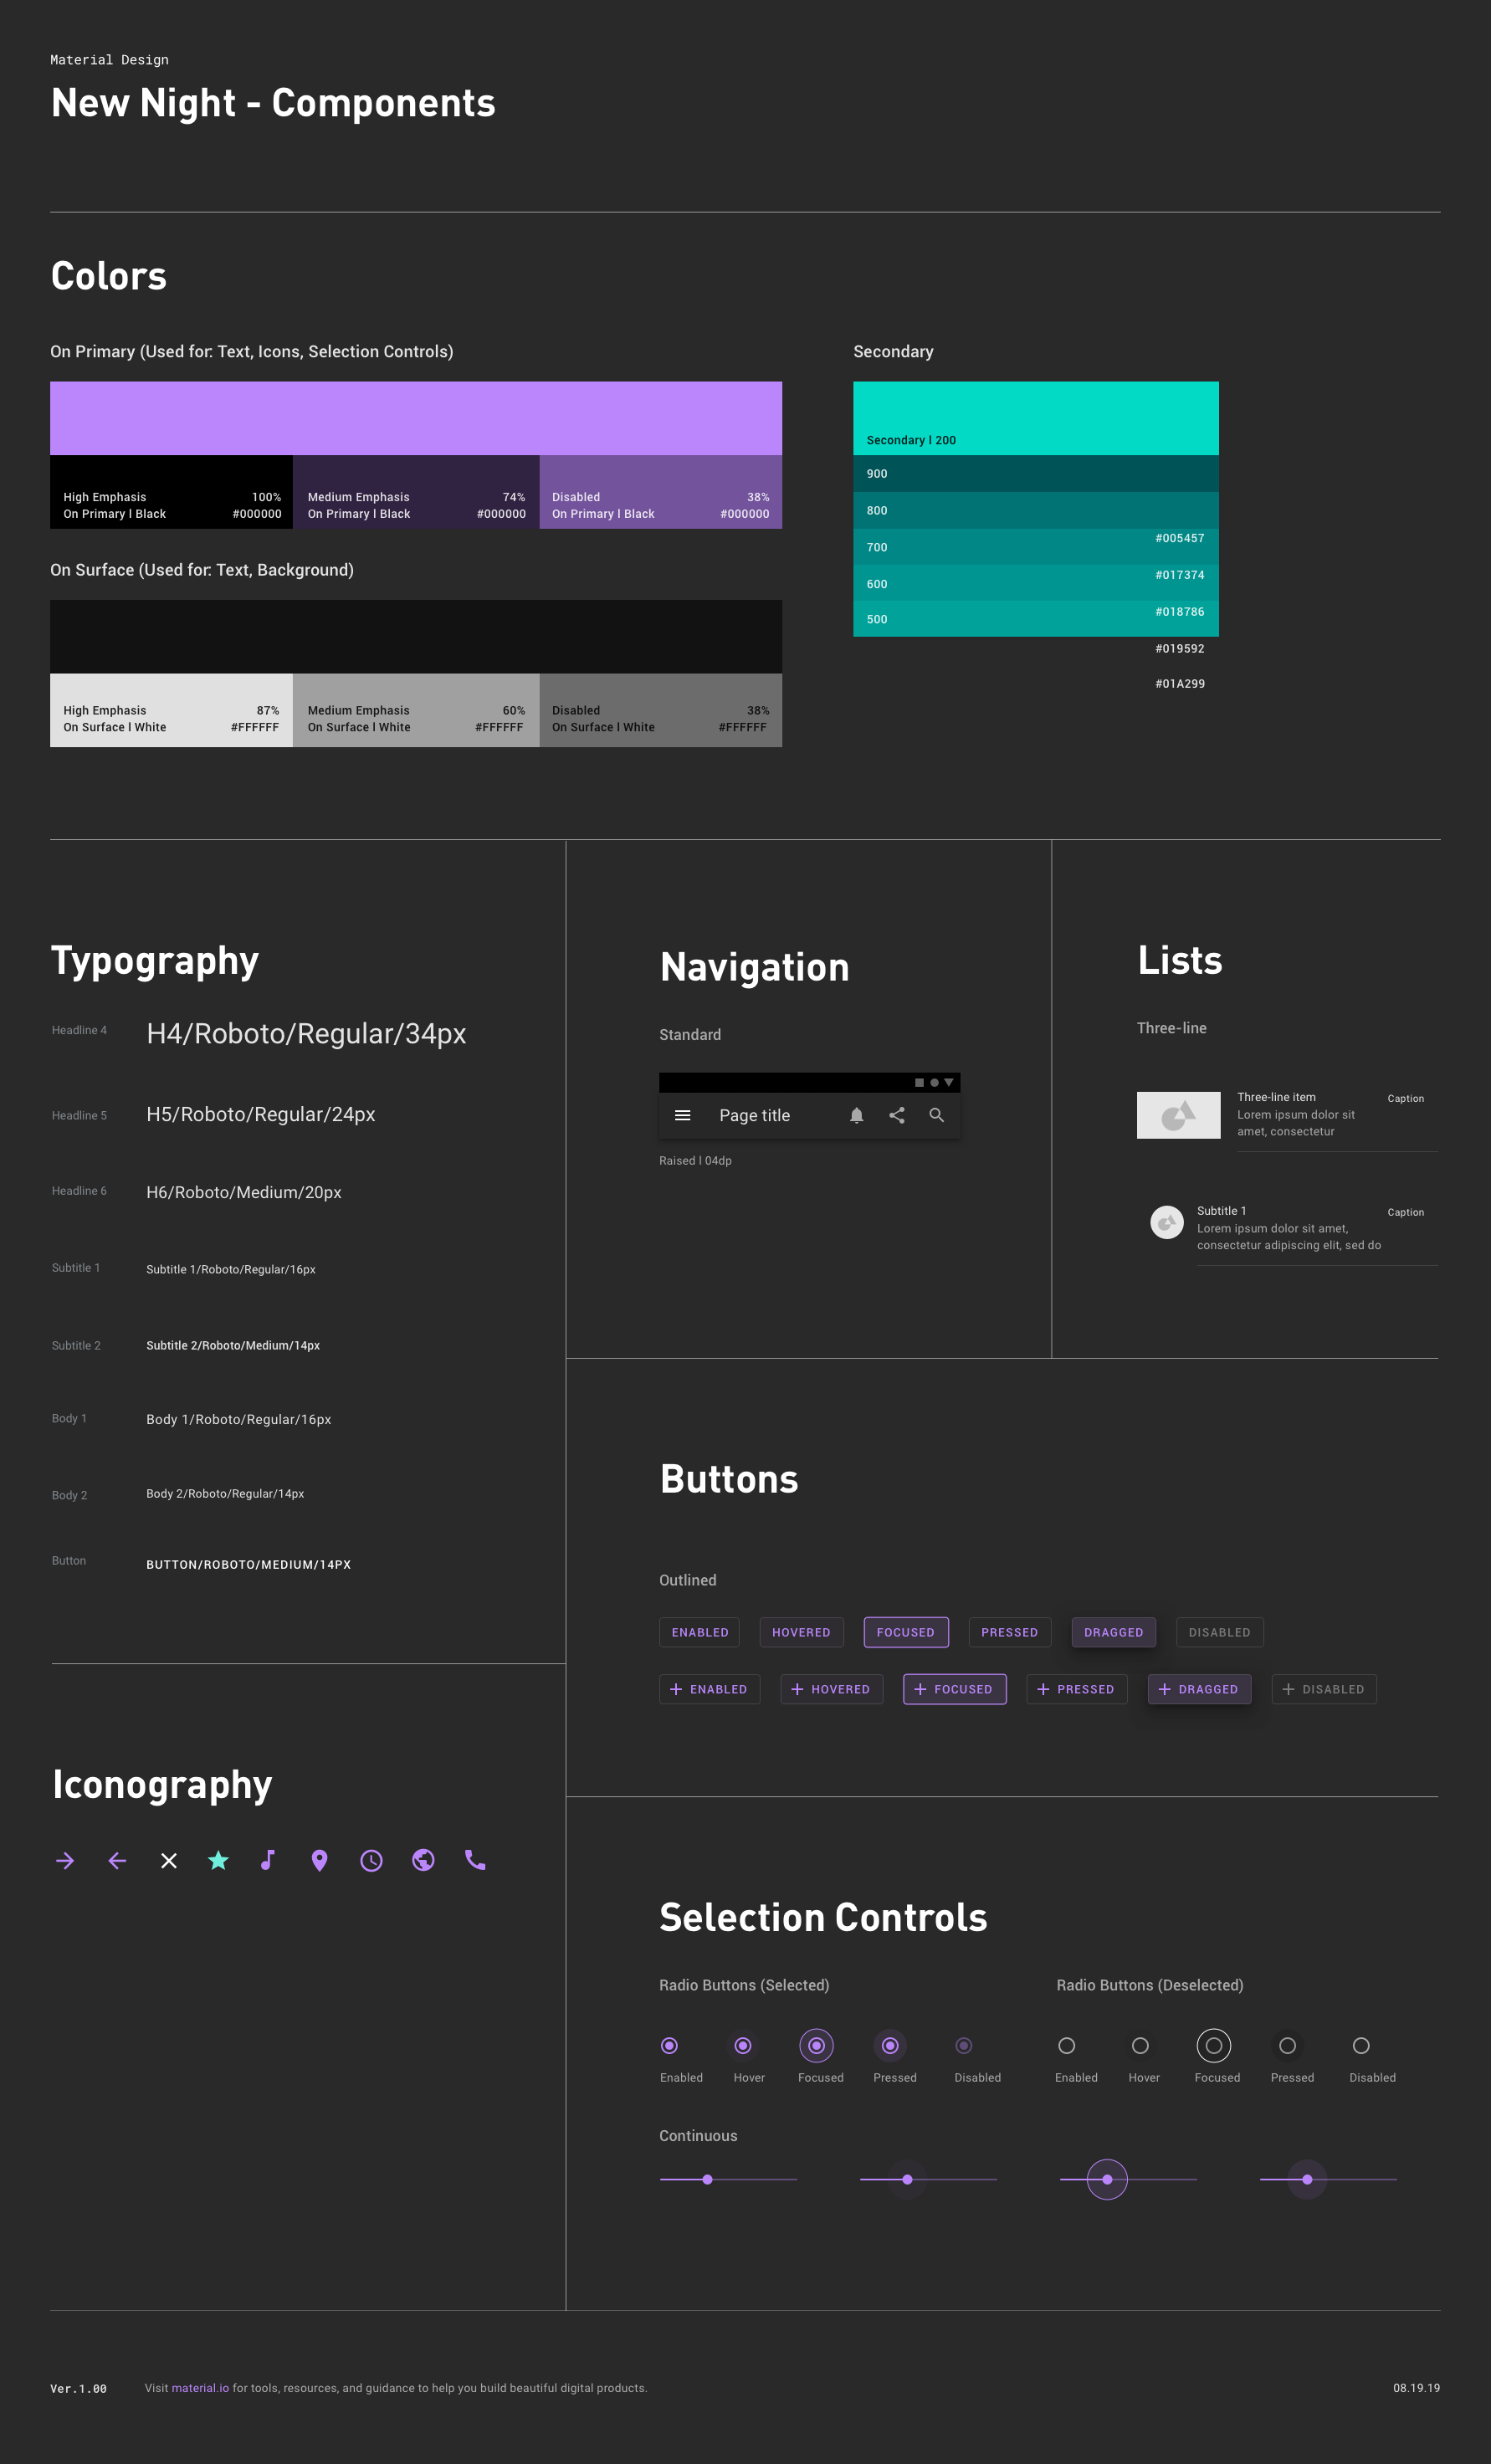 Material Design
New Night - Components
Colors
On Primary (Used for: Text, Icons, Selection Controls)
High Emphasis 100%
On Primary | Black #000000
Medium Emphasis 74%
On Primary | Black #000000
Disabled 38%
On Primary | Black #000000
On Surface (Used for: Text, Background)
High Emphasis 87%
On Surface | White #FFFFFF
Medium Emphasis 60%
On Surface | White #FFFFFF
Disabled 38%
On Surface | White #FFFFFF
Secondary
Secondary | 200
900
800
#005457
700
#017374
600
#018786
500
#019592
#01A299
Typography
Headline 4 H4/Roboto/Regular/34px
Headline 5 H5/Roboto/Regular/24px
Headline 6 H6/Roboto/Medium/20px
Subtitle 1 Subtitle 1/Roboto/Regular/16px
Subtitle 2 Subtitle 2/Roboto/Medium/14px
Body 1 Body 1/Roboto/Regular/16px
Body 2 Body 2/Roboto/Regular/14px
Button BUTTON/ROBOTO/MEDIUM/14PX
Iconography
Navigation
Standard
Page title
Raised | 04dp
Lists
Three-line
Three-line item Caption
Lorem ipsum dolor sit
amet, consectetur
Subtitle 1 Caption
Lorem ipsum dolor sit amet,
consectetur adipiscing elit, sed do
Buttons
Outlined
ENABLED HOVERED FOCUSED PRESSED DRAGGED DISABLED
ENABLED HOVERED FOCUSED PRESSED DRAGGED DISABLED
Selection Controls
Radio Buttons (Selected)
Enabled Hover Focused Pressed Disabled
Radio Buttons (Deselected)
Enabled Hover Focused Pressed Disabled
Continuous
Ver.1.00 Visit material.io for tools, resources, and guidance to help you build beautiful digital products. 08.19.19